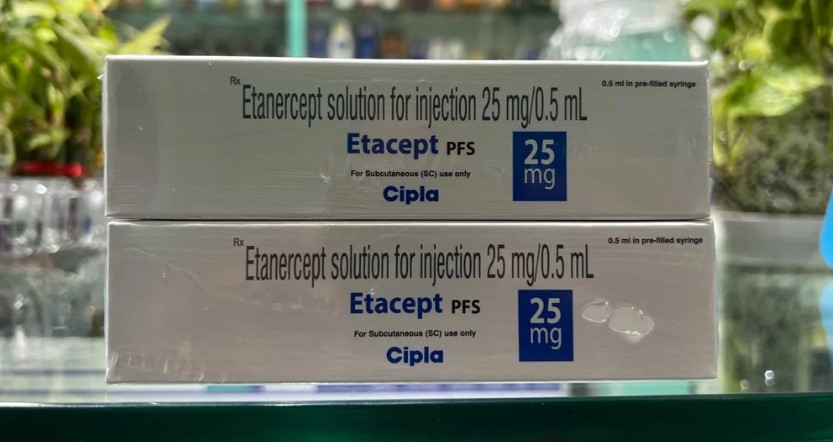 Rx
Etanercept solution for injection 25 mg/0.5 mL
0.5 ml in pre-filled syringe
Etacept PFS
25
mg
For Subcutaneous (SC) use only
Cipla
Rx
Etanercept solution for injection 25 mg/0.5 mL
0.5 ml in pre-filled syringe
Etacept PFS
25
mg
For Subcutaneous (SC) use only
Cipla